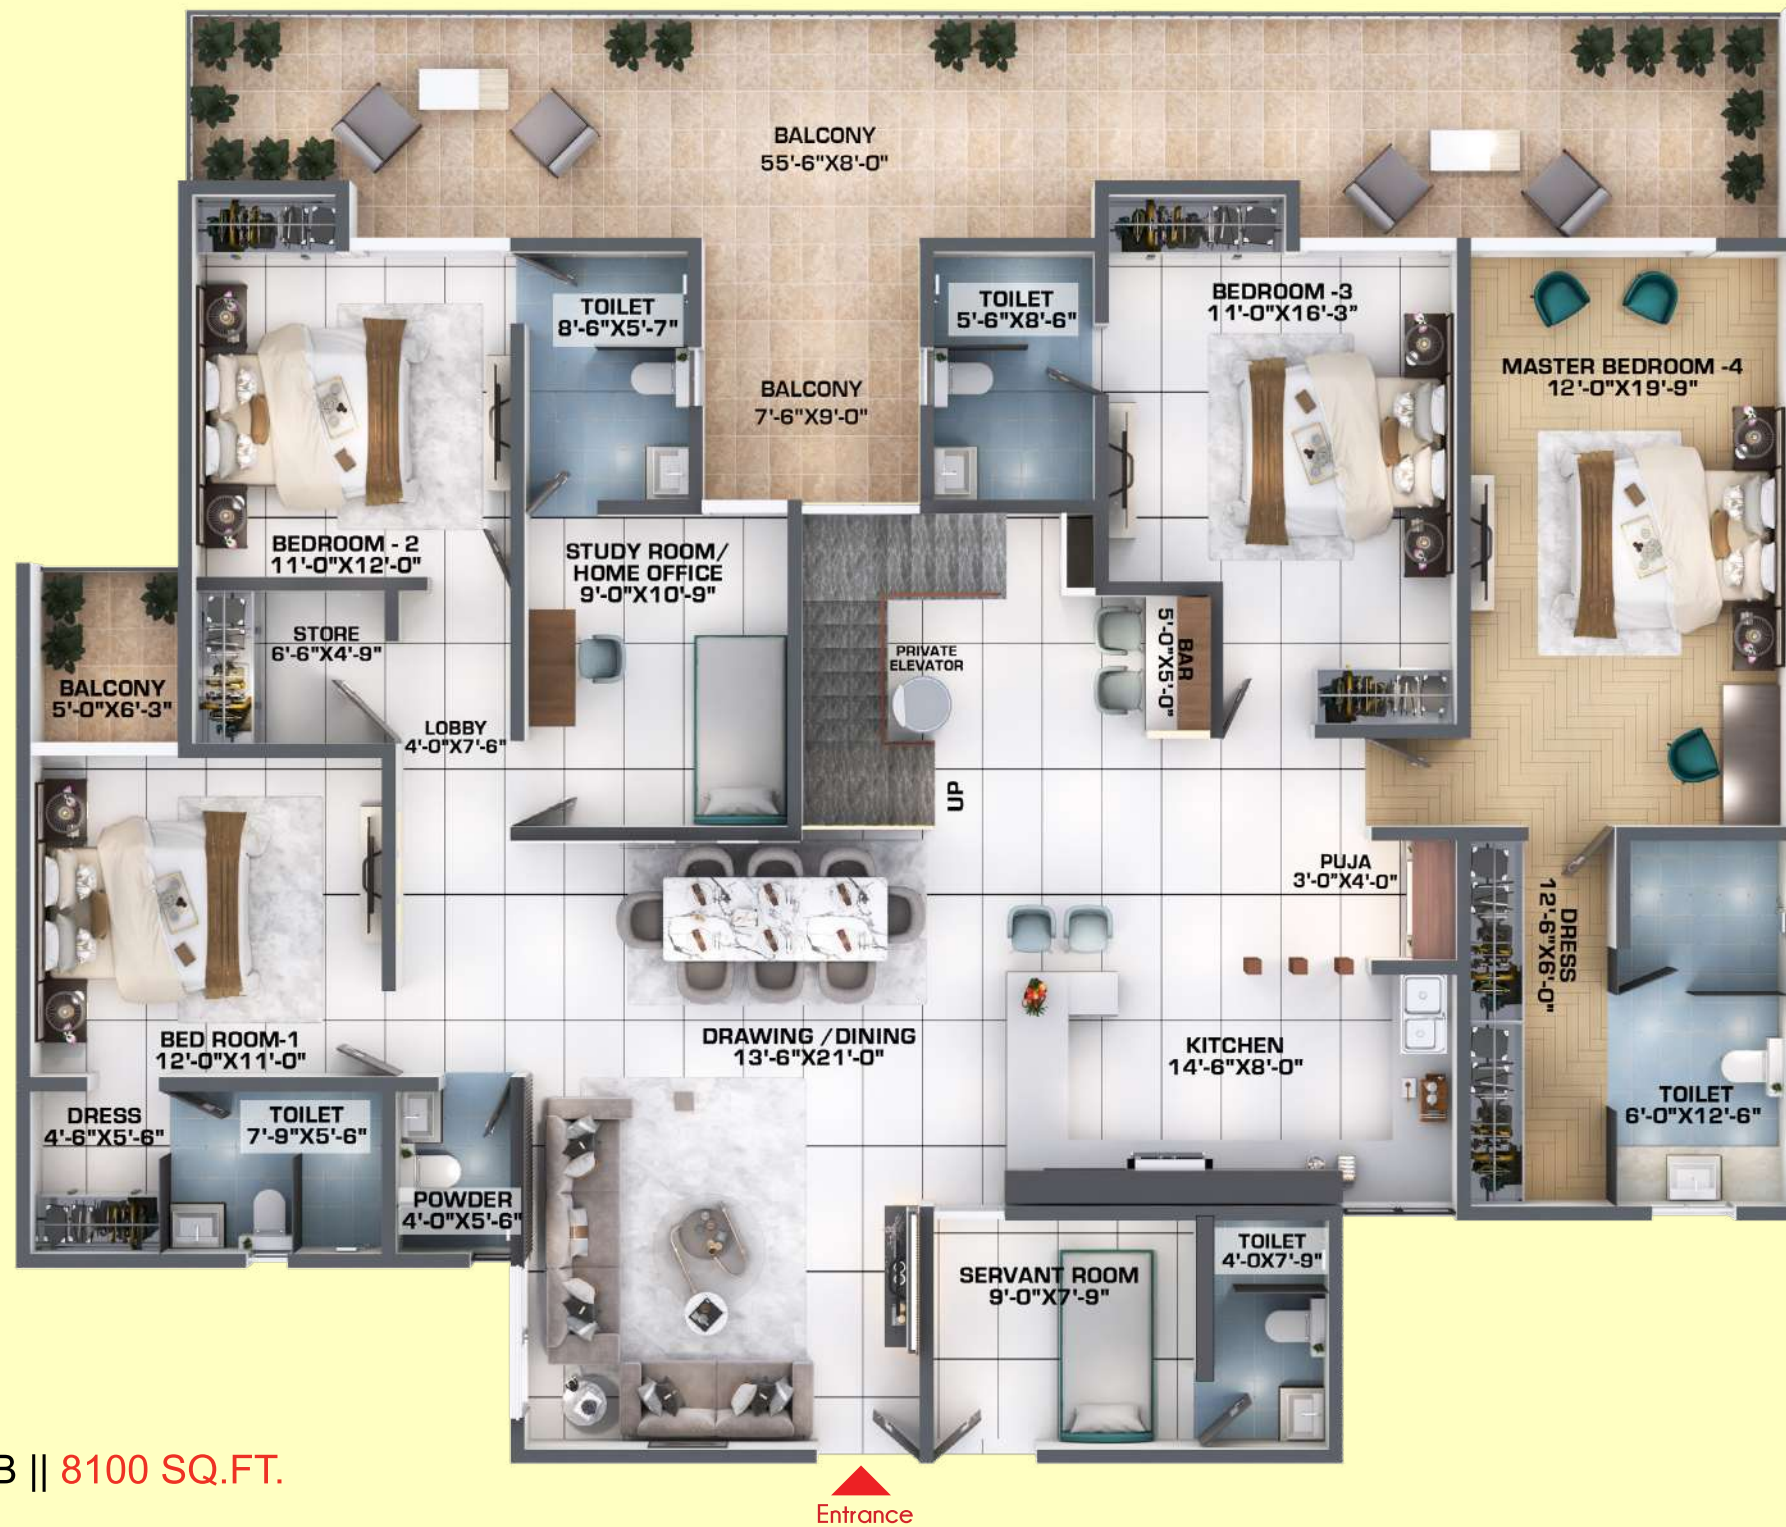 BALCONY
55'-6"X8'-0"
TOILET
8'-6"X5'-7"
TOILET
5'-6"X8'-6"
BEDROOM -3
11'-0"X16'-3"
MASTER BEDROOM -4
12'-0"X19'-9"
BALCONY
7'-6"X9'-0"
BEDROOM - 2
11'-0"X12'-0"
STUDY ROOM/
HOME OFFICE
9'-0"X10'-9"
STORE
6'-6"X4'-9"
PRIVATE
ELEVATOR
BAR
5'-0"X5'-0"
BALCONY
5'-0"X6'-3"
LOBBY
4'-0"X7'-6"
UP
PUJA
3'-0"X4'-0"
DRESS
12'-6"X6'-0"
BED ROOM-1
12'-0"X11'-0"
DRAWING / DINING
13'-6"X21'-0"
KITCHEN
14'-6"X8'-0"
TOILET
6'-0"X12'-6"
DRESS
4'-6"X5'-6"
TOILET
7'-9"X5'-6"
POWDER
4'-0"X5'-6"
SERVANT ROOM
9'-0"X7'-9"
TOILET
4'-0X7'-9"
B || 8100 SQ.FT.
Entrance